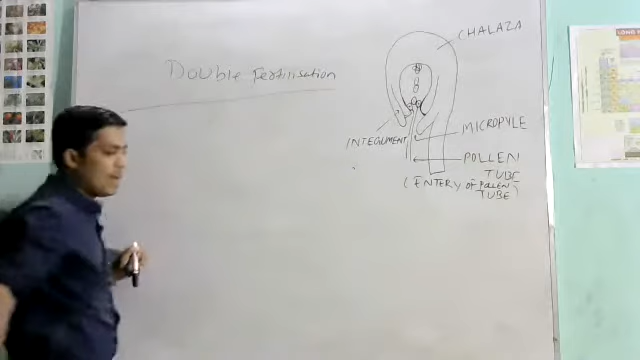 Double Fertilisation
CHALAZA
INTEGUMENT
MICROPYLE
POLLEN
TUBE
(ENTERY OF POLLEN
TUBE)